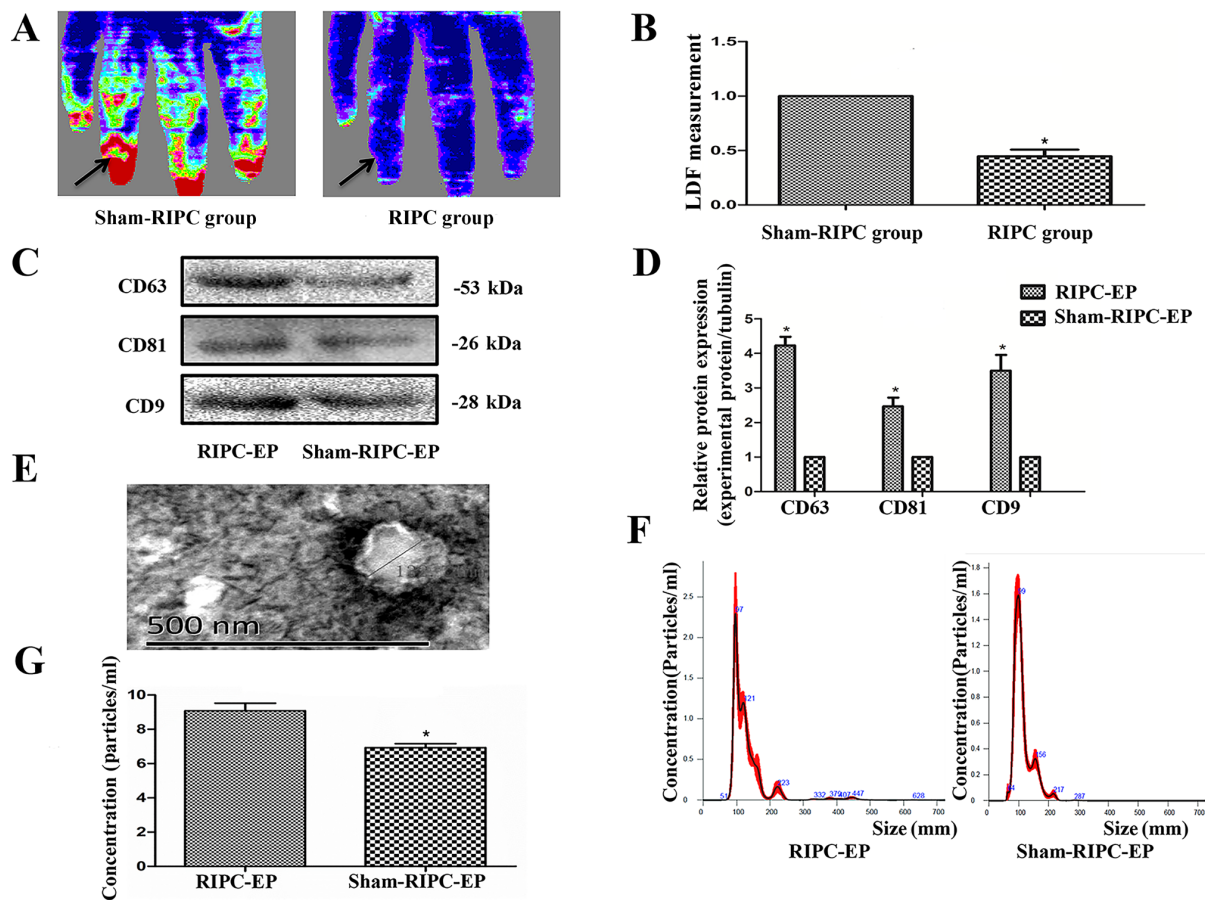 A
Sham-RIPC group
RIPC group
B
LDF measurement
1.5
1.0
0.5
0.0
*
Sham-RIPC group
RIPC group
C
CD63
-53 kDa
CD81
-26 kDa
CD9
-28 kDa
RIPC-EP
Sham-RIPC-EP
D
RIPC-EP
Sham-RIPC-EP
Relative protein expression
(experimental protein/tubulin)
5
4
3
2
1
0
*
*
*
CD63
CD81
CD9
E
500 nm
F
Concentration(Particles/ml)
2.5
2.0
1.5
1.0
0.5
0
97
121
223
51
332
379
407
447
628
0
100
200
300
400
500
600
700
Size (mm)
RIPC-EP
Concentration(Particles/ml)
1.8
1.6
1.4
1.2
1.0
0.8
0.6
0.4
0.2
0
99
56
217
287
0
100
200
300
400
500
600
700
Size (mm)
Sham-RIPC-EP
G
Concentration (particles/ml)
10
8
6
4
2
0
*
RIPC-EP
Sham-RIPC-EP